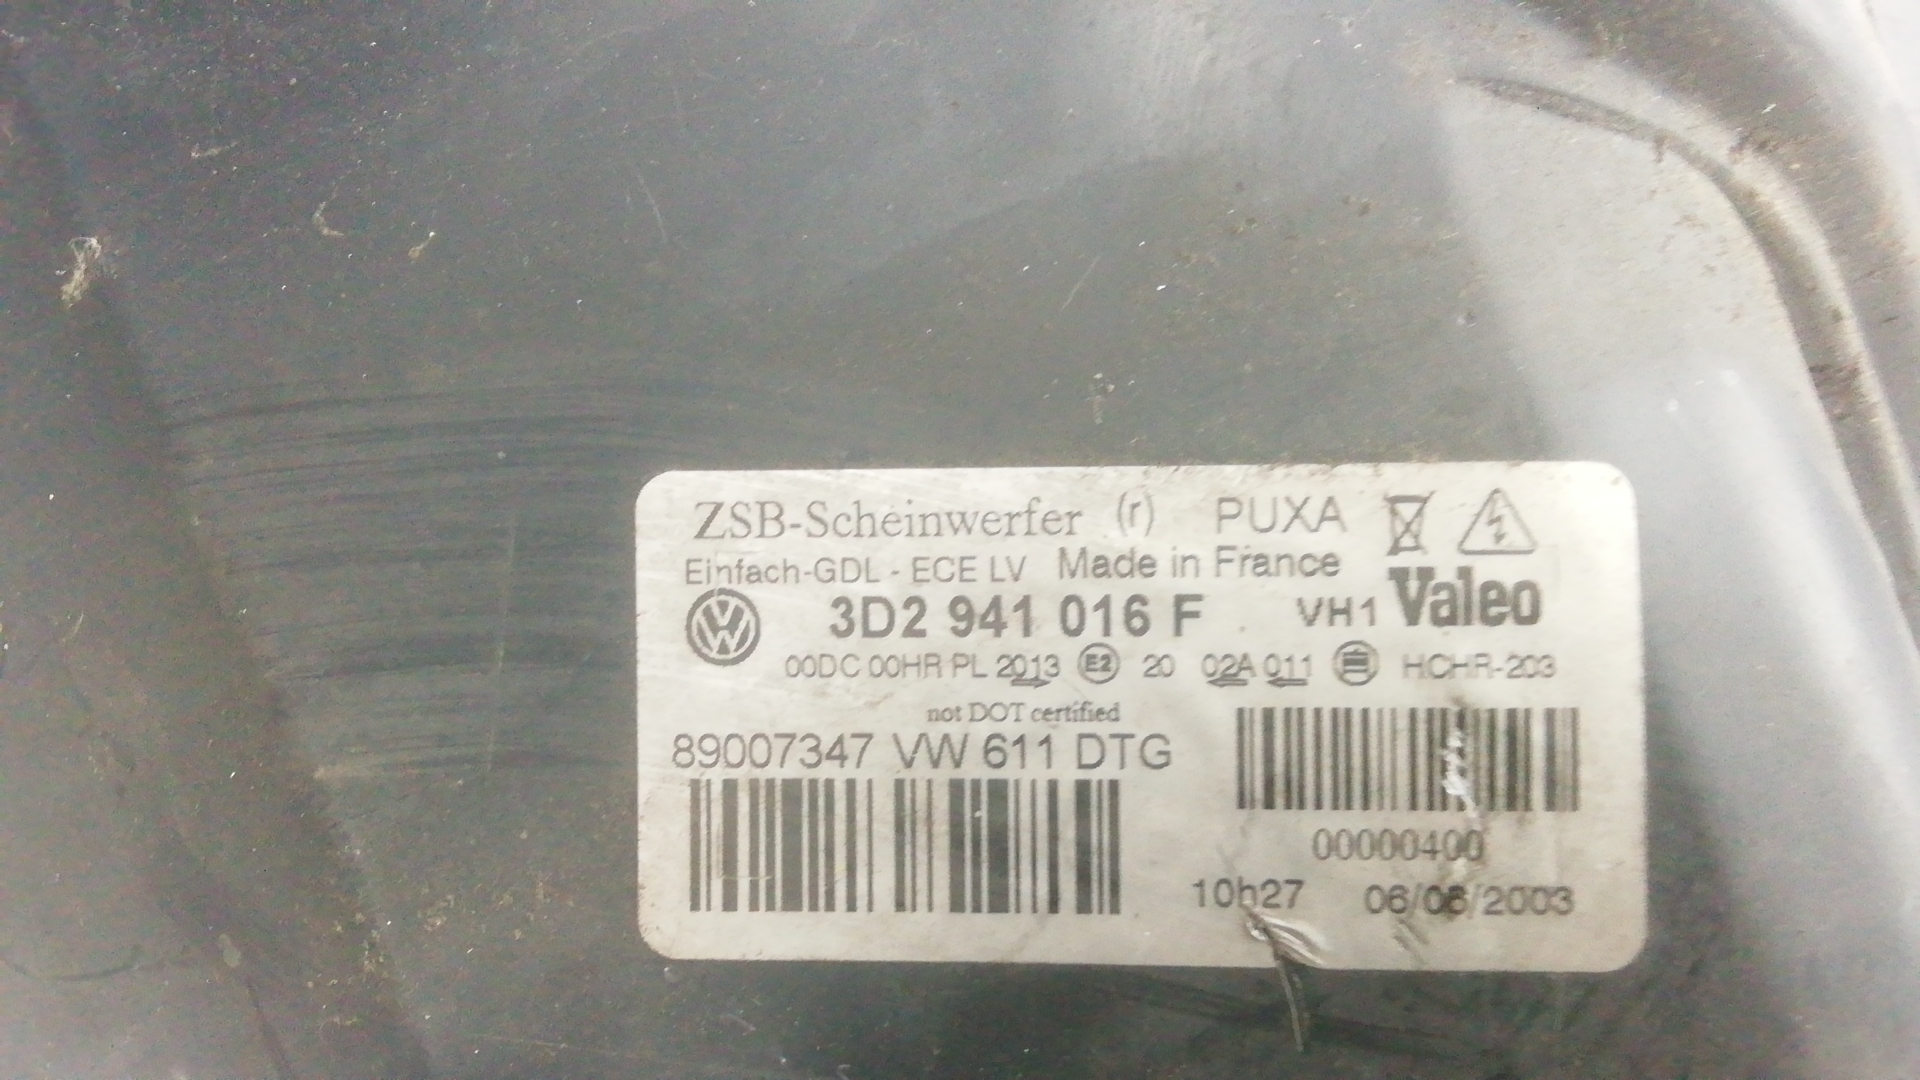 ZSB-Scheinwerfer (r) PUXA
Einfach-GDL - ECE LV Made in France
VW 3D2 941 016 F VH1 Valeo
00DC 00HR PL 2013 E2 20 02A 011 HCHR-203
not DOT certified
89007347 VW 611 DTG
00000400
10h27 06/06/2003